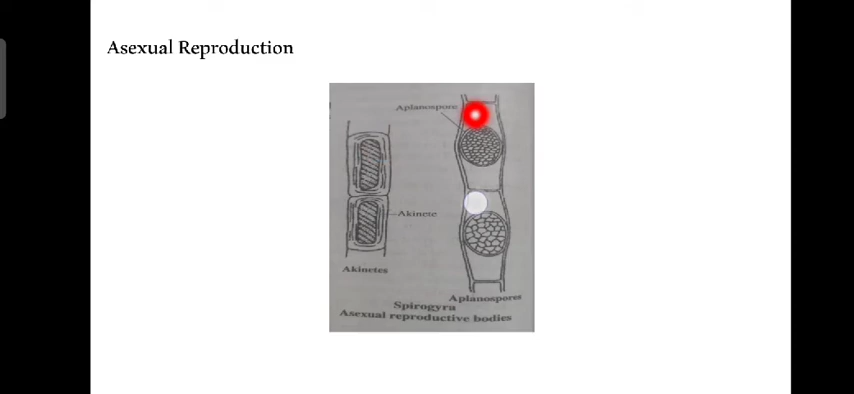 Asexual Reproduction
Aplanospore
Akinete
Akinetes
Aplanospores
Spirogyra
Asexual reproductive bodies